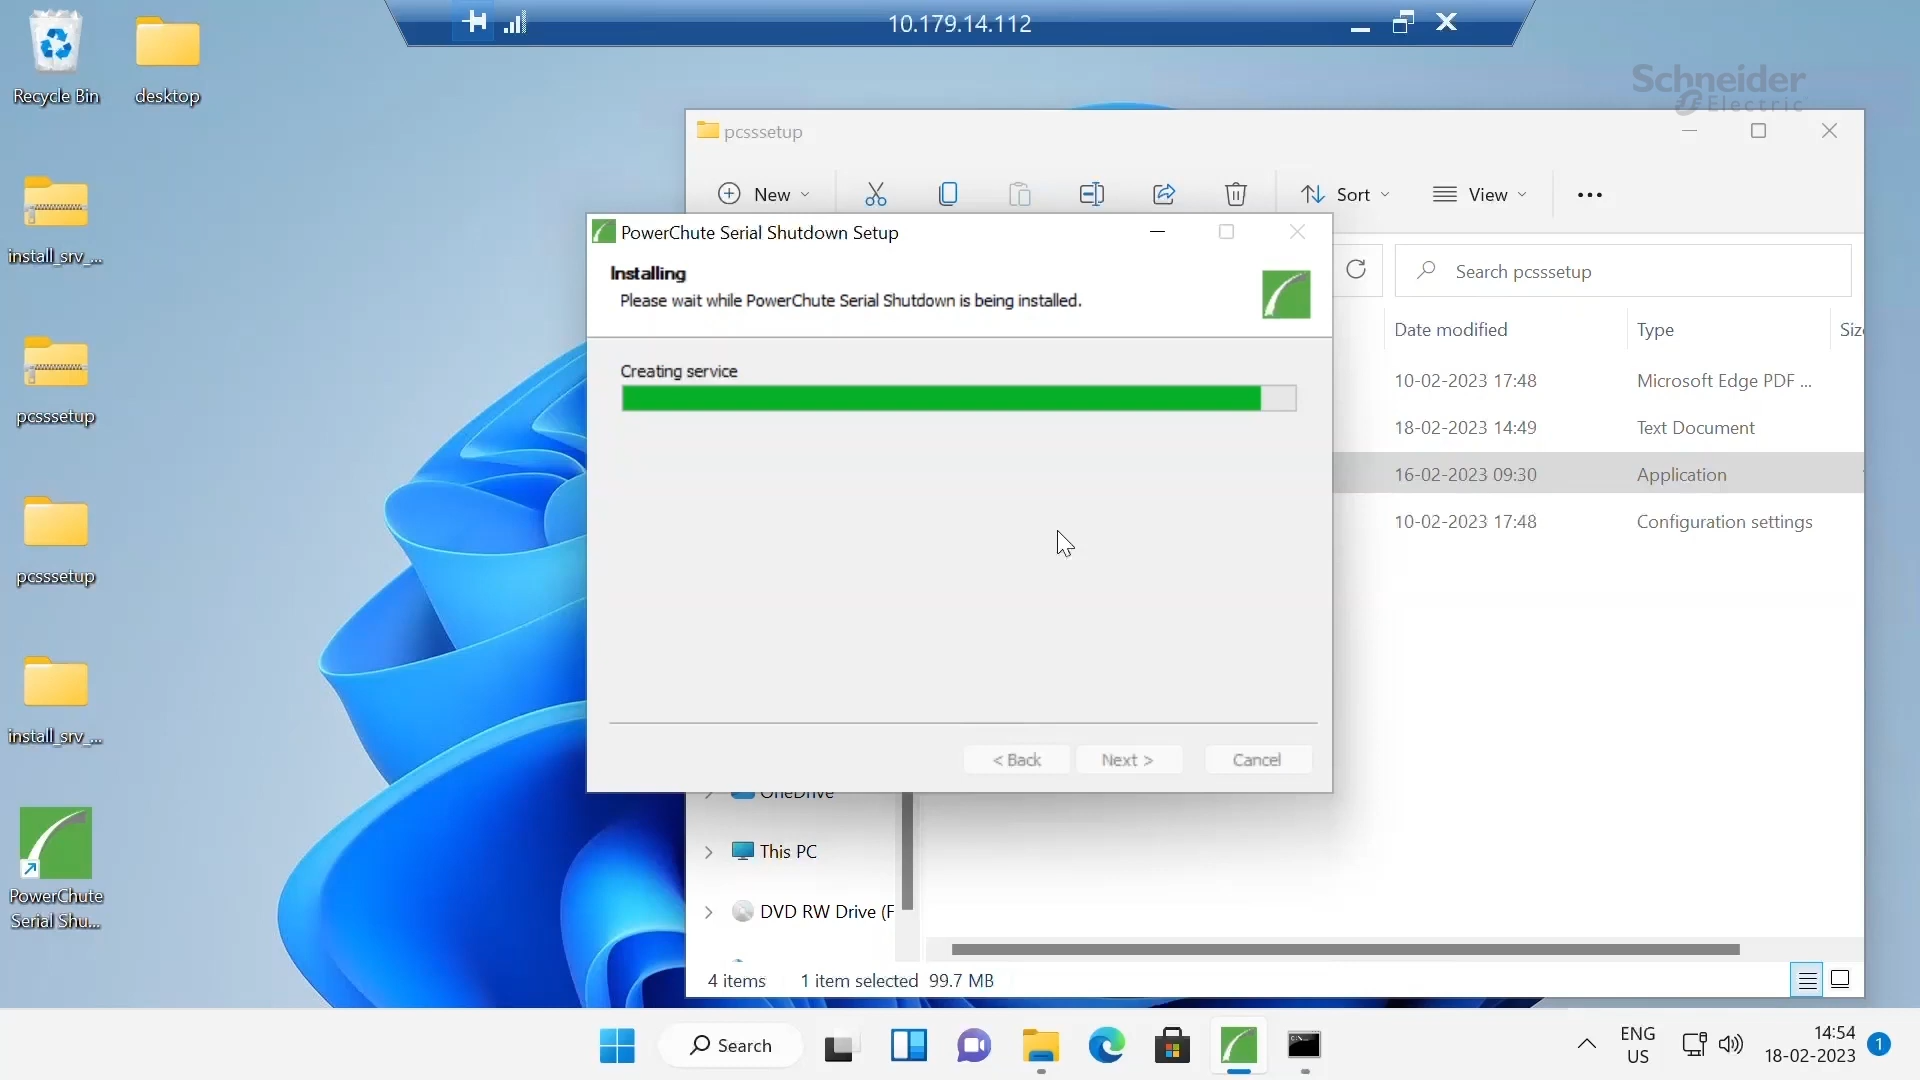 10.179.14.112
Recycle Bin
desktop
Schneider
Electric
pcsssetup
New
Sort
View
install_srv_...
PowerChute Serial Shutdown Setup
Installing
Please wait while PowerChute Serial Shutdown is being installed.
Search pcsssetup
Date modified
Type
Creating service
10-02-2023 17:48
Microsoft Edge PDF ...
pcsssetup
18-02-2023 14:49
Text Document
16-02-2023 09:30
Application
10-02-2023 17:48
Configuration settings
pcsssetup
install_srv_...
< Back
Next >
Cancel
OneDrive
This PC
PowerChute
Serial Shu...
DVD RW Drive (F
4 items
1 item selected
99.7 MB
Search
ENG
US
14:54
18-02-2023
1